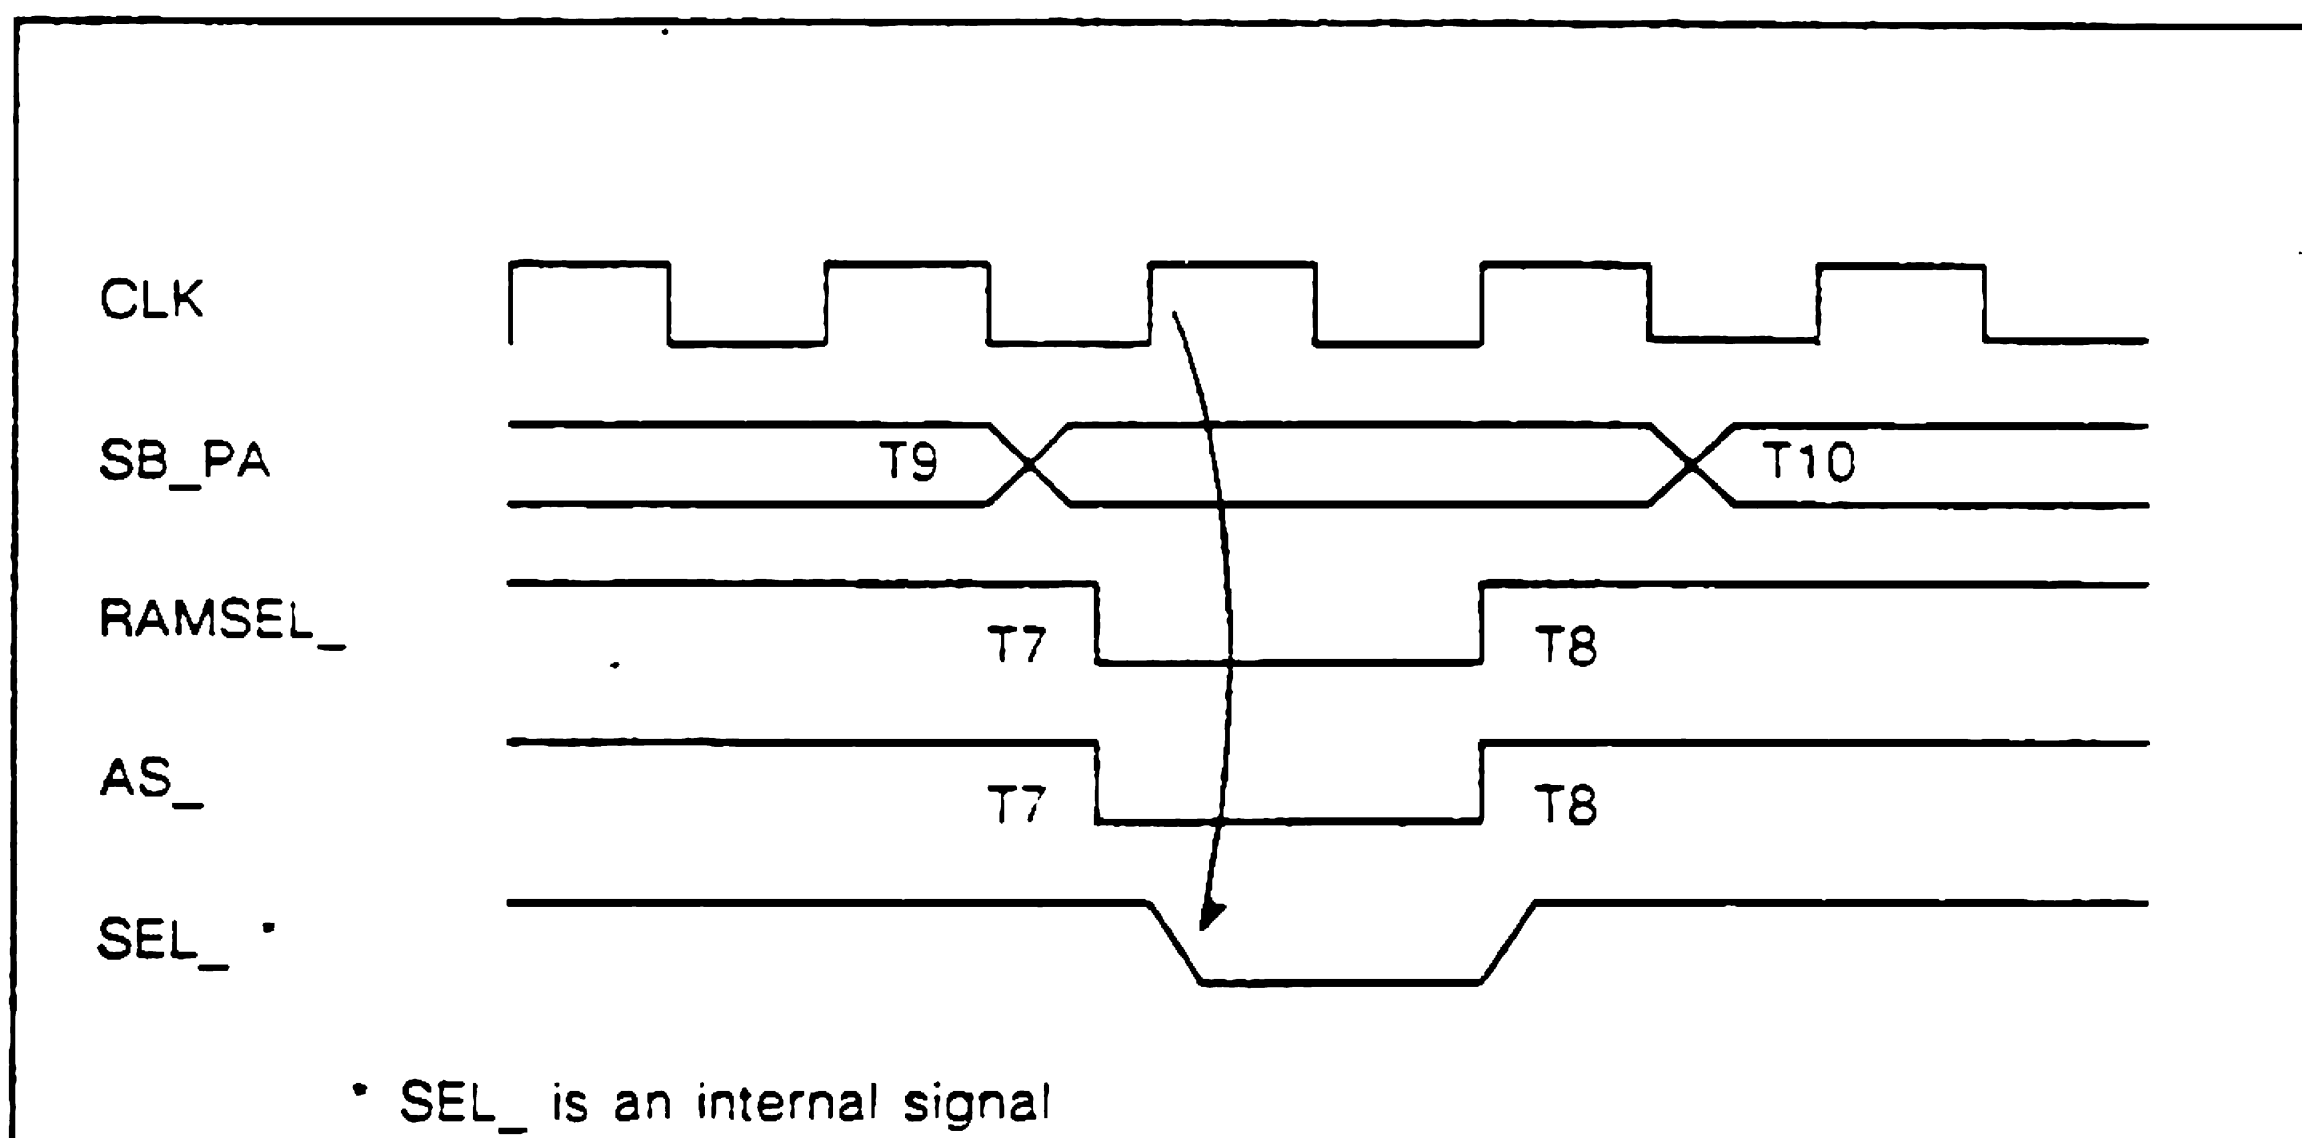 CLK
SB_PA
T9
T10
RAMSEL_
T7
T8
AS_
T7
T8
SEL_ *
* SEL_ is an internal signal